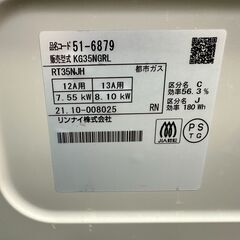 品名コード 51-6879
販売型式 KG35NGRL
RT35NJH 都市ガス
12A用 13A用
7.55 kW 8.10 kW
区分名 C
効率56.3 %
区分名 J
効率 180 Wh
21.10-008025 RN
リンナイ株式会社
JIA
PS
TG